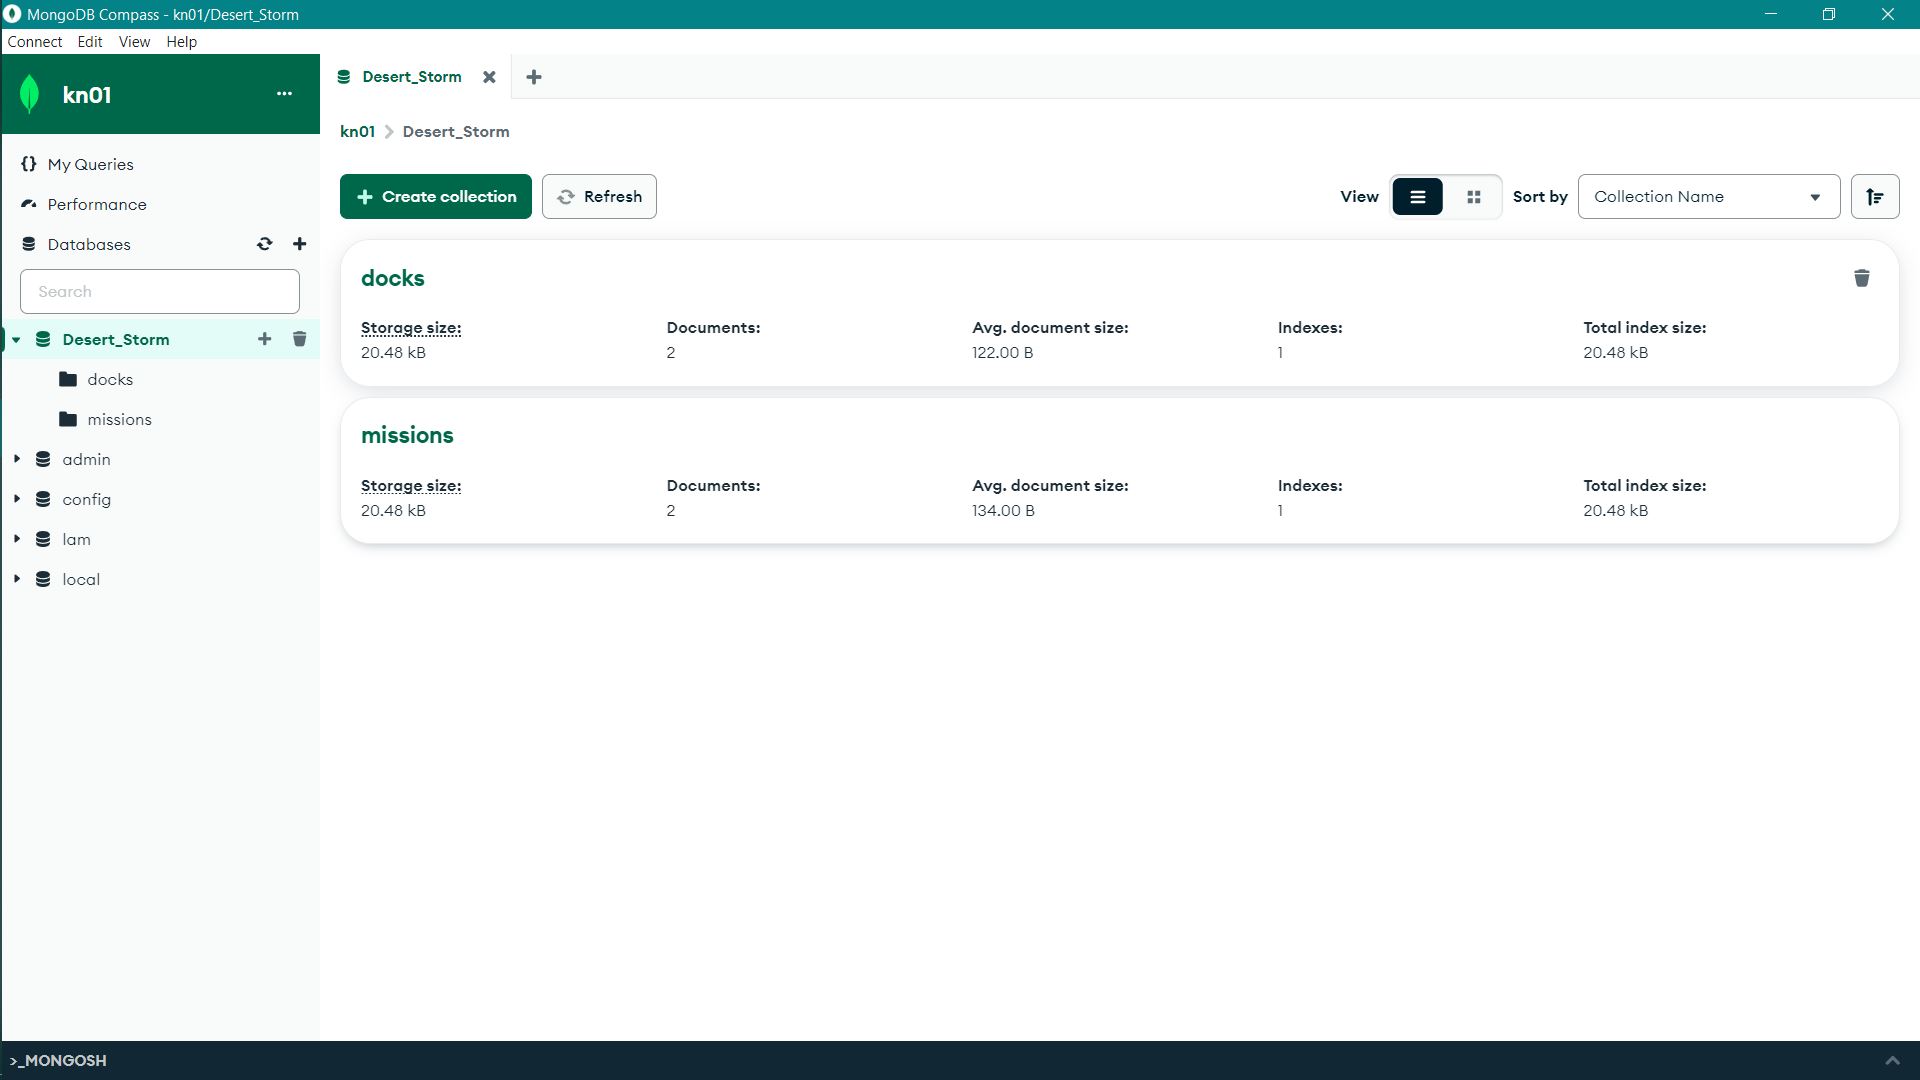 MongoDB Compass - kn01/Desert_Storm
Connect Edit View Help
kn01 ...
Desert_Storm
kn01 > Desert_Storm
{} My Queries
Performance
Databases
Search
Desert_Storm
docks
missions
admin
config
lam
local
Create collection Refresh View Sort by Collection Name
docks
Storage size: Documents: Avg. document size: Indexes: Total index size:
20.48 kB 2 122.00 B 1 20.48 kB
missions
Storage size: Documents: Avg. document size: Indexes: Total index size:
20.48 kB 2 134.00 B 1 20.48 kB
>_MONGOSH